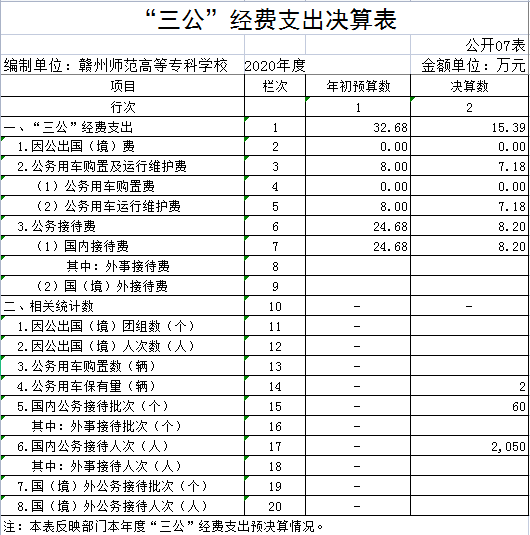 “三公”经费支出决算表
公开07表
编制单位：赣州师范高等专科学校 2020年度 金额单位：万元
项目 栏次 年初预算数 决算数
行次 1 2
一、“三公”经费支出 1 32.68 15.39
1.因公出国（境）费 2 0.00 0.00
2.公务用车购置及运行维护费 3 8.00 7.18
（1）公务用车购置费 4 0.00 0.00
（2）公务用车运行维护费 5 8.00 7.18
3.公务接待费 6 24.68 8.20
（1）国内接待费 7 24.68 8.20
其中：外事接待费 8
（2）国（境）外接待费 9
二、相关统计数 10 - -
1.因公出国（境）团组数（个） 11 -
2.因公出国（境）人次数（人） 12 -
3.公务用车购置数（辆） 13 -
4.公务用车保有量（辆） 14 - 2
5.国内公务接待批次（个） 15 - 60
其中：外事接待批次（个） 16 -
6.国内公务接待人次（人） 17 - 2,050
其中：外事接待人次（人） 18 -
7.国（境）外公务接待批次（个） 19 -
8.国（境）外公务接待人次（人） 20 -
注：本表反映部门本年度“三公”经费支出预决算情况。